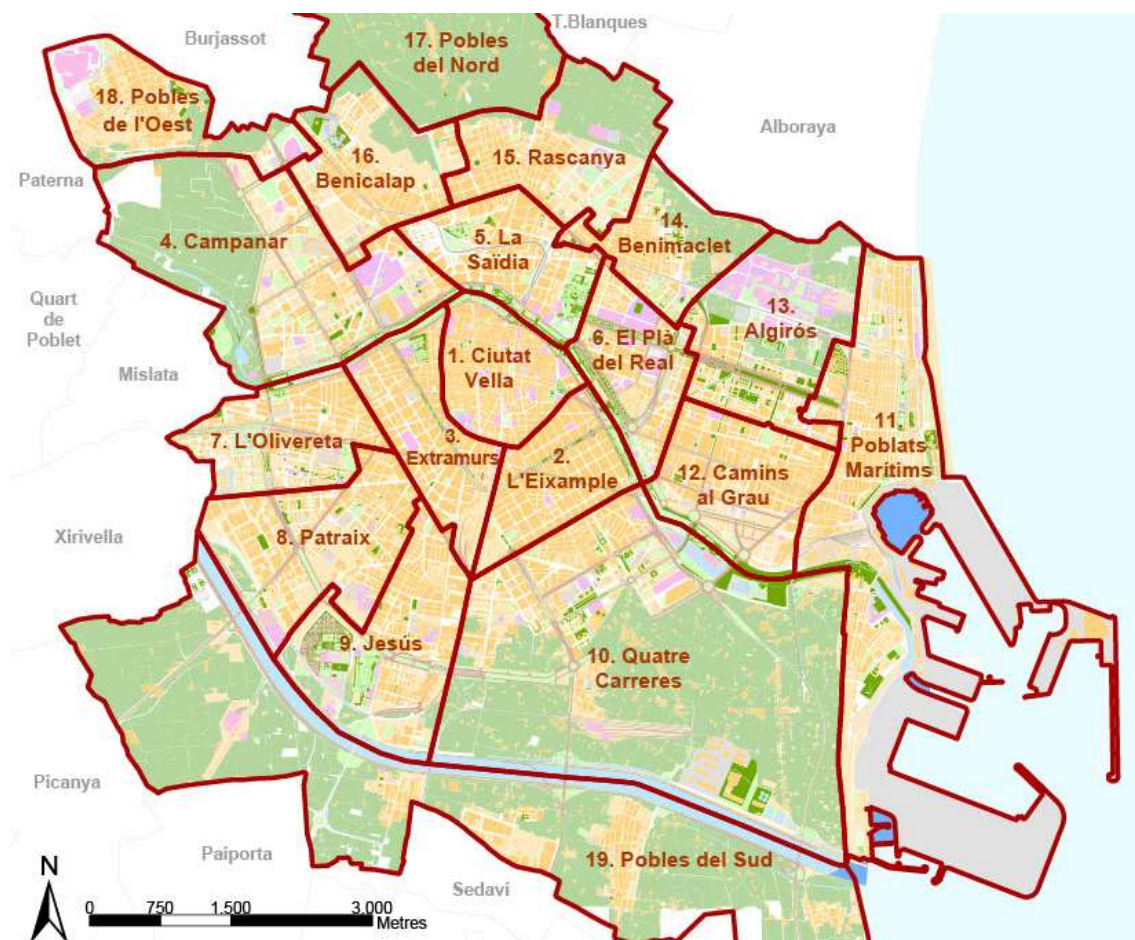 Burjassot
T.Blanques
17. Pobles
del Nord
18. Pobles
de l'Oest
Alboraya
16.
Benicalap
15. Rascanya
Paterna
4. Campanar
5. La
Saïdia
14.
Benimaclet
Quart
de
Poblet
13.
Algirós
Mislata
1. Ciutat
Vella
6. El Plà
del Real
7. L'Olivereta
3.
Extramurs
2.
L'Eixample
11
Poblats
Marítims
12. Camins
al Grau
Xirivella
8. Patraix
9. Jesús
10. Quatre
Carreres
Picanya
Paiporta
19. Pobles del Sud
Sedaví
N
0 750 1.500 3.000
Metres